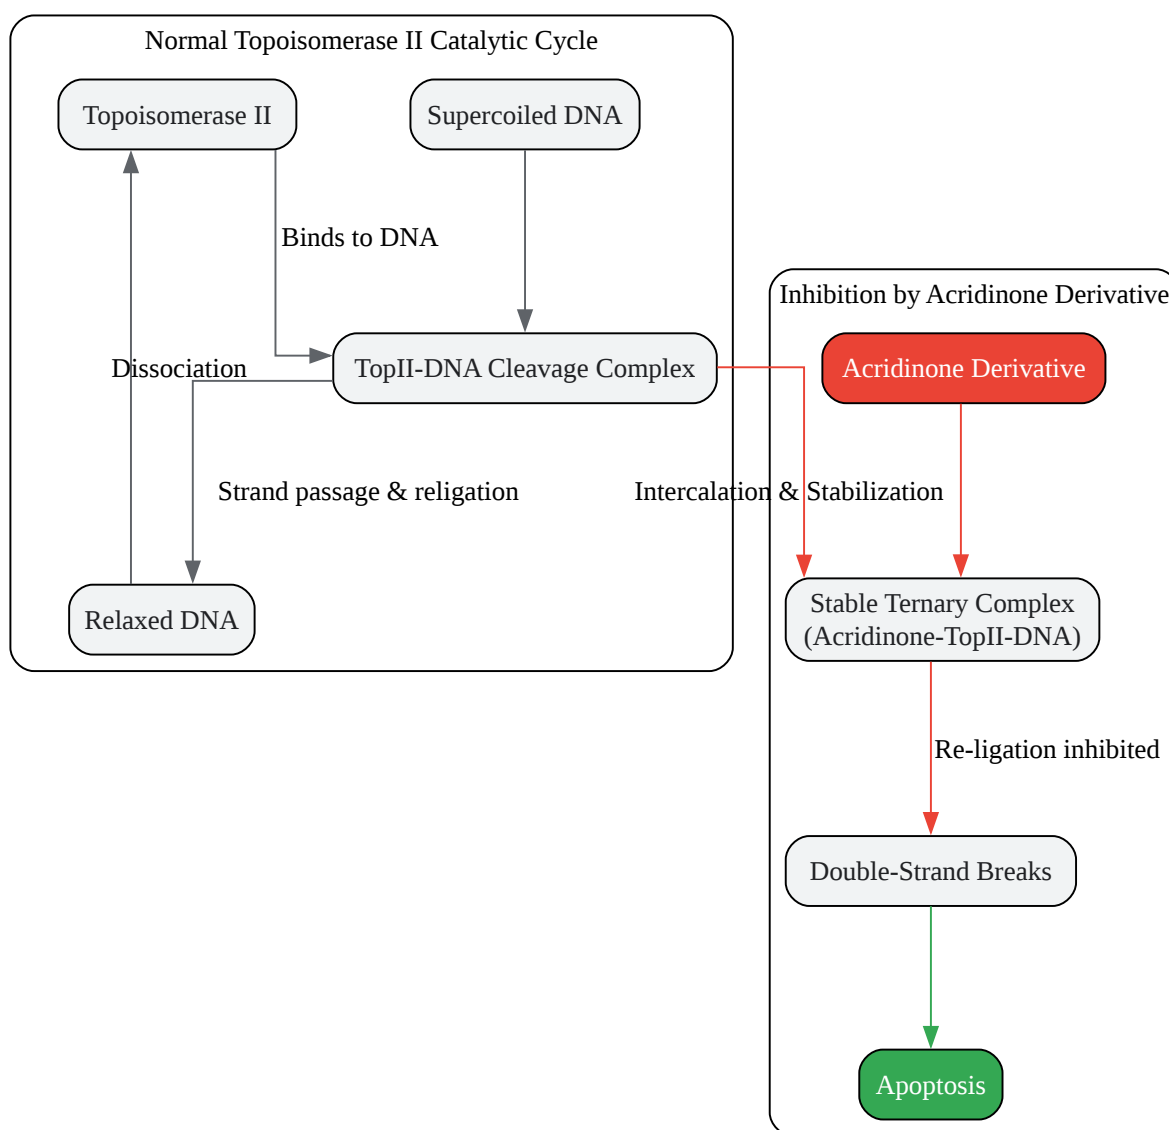 Normal Topoisomerase II Catalytic Cycle
Topoisomerase II
Supercoiled DNA
Binds to DNA
Inhibition by Acridinone Derivative
Dissociation
TopII-DNA Cleavage Complex
Acridinone Derivative
Strand passage & religation
Intercalation & Stabilization
Relaxed DNA
Stable Ternary Complex
(Acridinone-TopII-DNA)
Re-ligation inhibited
Double-Strand Breaks
Apoptosis